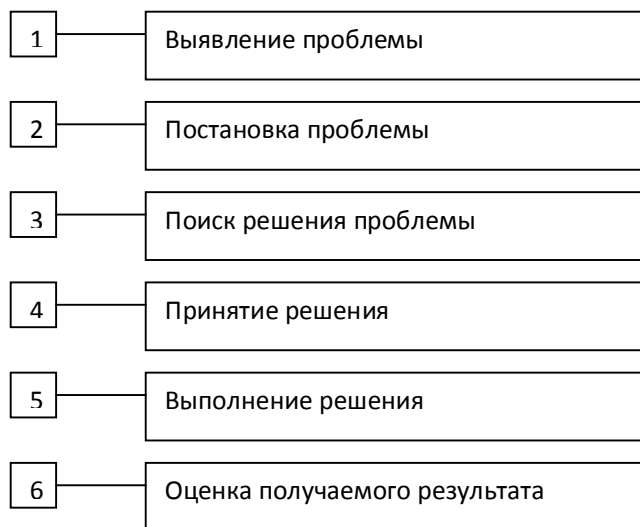 1 Выявление проблемы
2 Постановка проблемы
3 Поиск решения проблемы
4 Принятие решения
5 Выполнение решения
6 Оценка получаемого результата